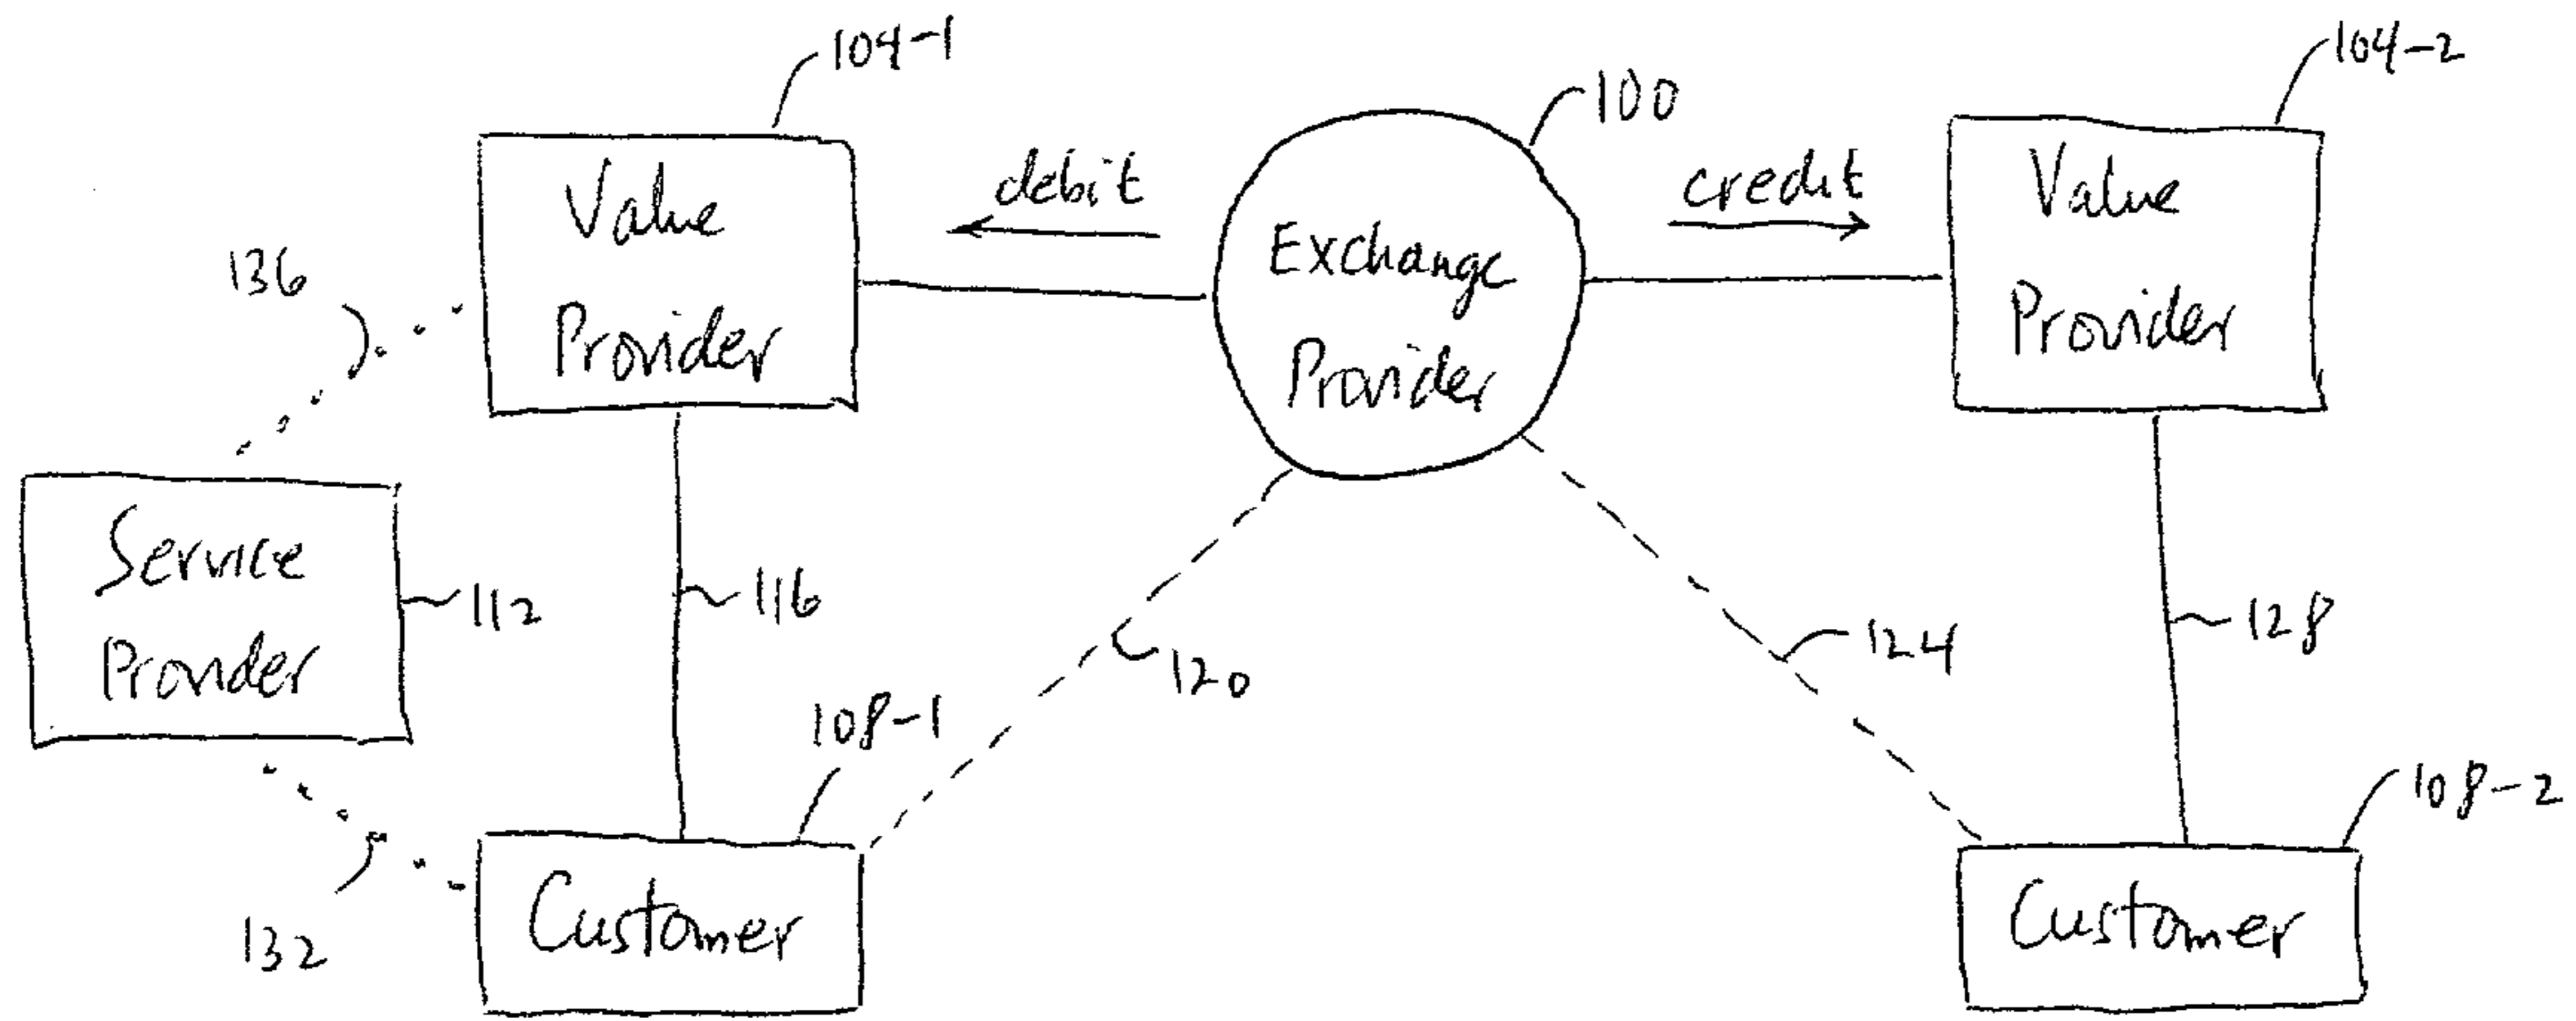 104-1
104-2
100
Value
Provider
debit
Exchange
Provider
credit
Value
Provider
136
Service
Provider
112
116
120
124
128
108-1
108-2
132
Customer
Customer